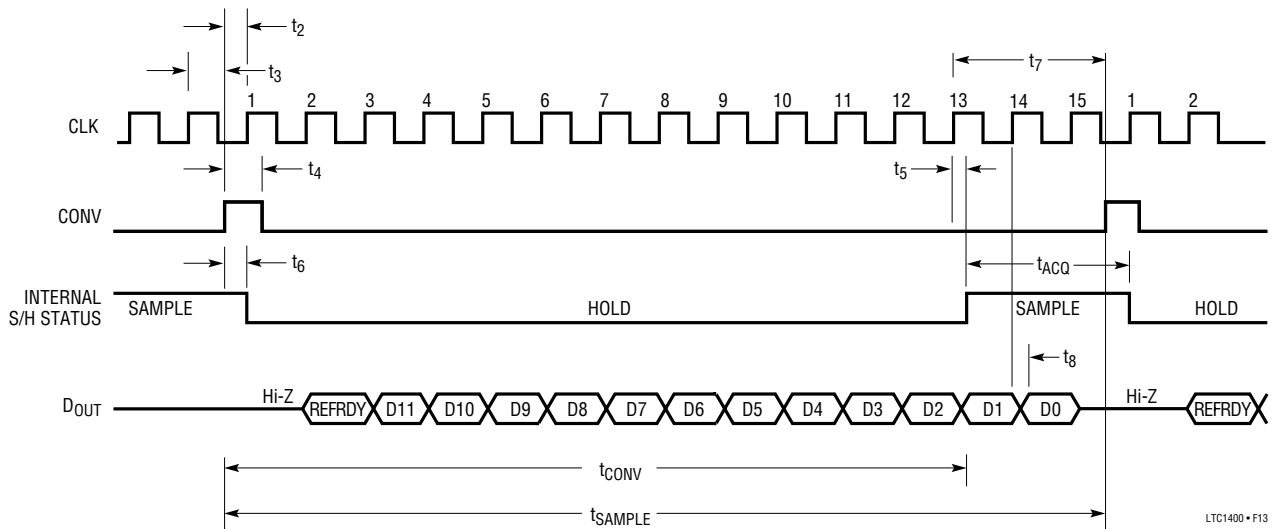 t2
t3
t7
1 2 3 4 5 6 7 8 9 10 11 12 13 14 15 1 2
CLK
t4
t5
CONV
t6
tACQ
INTERNAL
S/H STATUS
SAMPLE HOLD SAMPLE HOLD
t8
DOUT
Hi-Z REFRDY D11 D10 D9 D8 D7 D6 D5 D4 D3 D2 D1 D0 Hi-Z REFRDY
tCONV
tSAMPLE
LTC1400 • F13